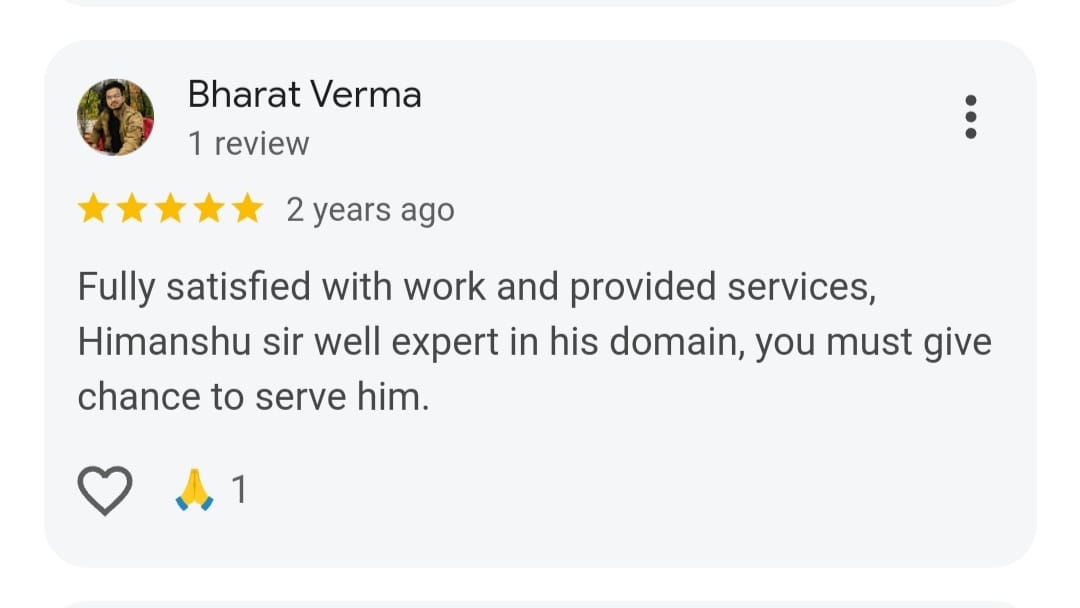 Bharat Verma
1 review
2 years ago
Fully satisfied with work and provided services,
Himanshu sir well expert in his domain, you must give
chance to serve him.
1